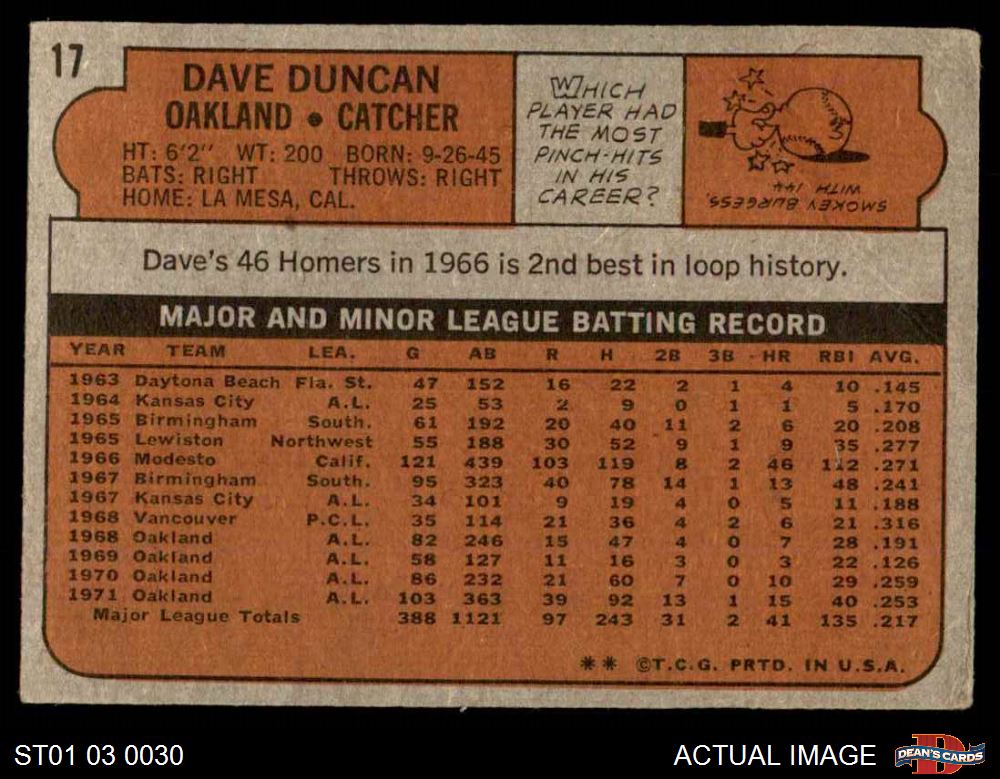 17
DAVE DUNCAN
OAKLAND • CATCHER
HT: 6'2" WT: 200 BORN: 9-26-45
BATS: RIGHT THROWS: RIGHT
HOME: LA MESA, CAL.
WHICH
PLAYER HAD
THE MOST
PINCH-HITS
IN HIS
CAREER?
SMOKEY BURGESS
WITH 144
Dave's 46 Homers in 1966 is 2nd best in loop history.
MAJOR AND MINOR LEAGUE BATTING RECORD
YEAR TEAM LEA. G AB R H 2B 3B HR RBI AVG.
1963 Daytona Beach Fla. St. 47 152 16 22 2 1 4 10 .145
1964 Kansas City A.L. 25 53 2 9 0 1 1 5 .170
1965 Birmingham South. 61 192 20 40 11 2 6 20 .208
1965 Lewiston Northwest 55 188 30 52 9 1 9 35 .277
1966 Modesto Calif. 121 439 103 119 8 2 46 112 .271
1967 Birmingham South. 95 323 40 78 14 1 13 48 .241
1967 Kansas City A.L. 34 101 9 19 4 0 5 11 .188
1968 Vancouver P.C.L. 35 114 21 36 4 2 6 21 .316
1968 Oakland A.L. 82 246 15 47 4 0 7 28 .191
1969 Oakland A.L. 58 127 11 16 3 0 3 22 .126
1970 Oakland A.L. 86 232 21 60 7 0 10 29 .259
1971 Oakland A.L. 103 363 39 92 13 1 15 40 .253
Major League Totals 388 1121 97 243 31 2 41 135 .217
** ©T.C.G. PRTD. IN U.S.A.
ST01 03 0030
ACTUAL IMAGE
D
DEAN'S CARDS